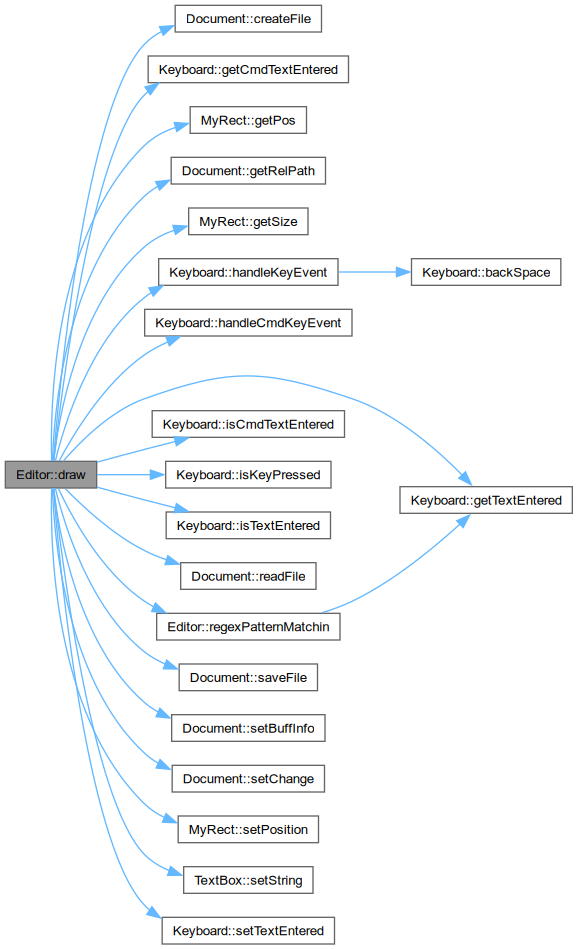 Document::createFile
Keyboard::getCmdTextEntered
MyRect::getPos
Document::getRelPath
MyRect::getSize
Keyboard::handleKeyEvent
Keyboard::backSpace
Keyboard::handleCmdKeyEvent
Keyboard::isCmdTextEntered
Editor::draw
Keyboard::isKeyPressed
Keyboard::getTextEntered
Keyboard::isTextEntered
Document::readFile
Editor::regexPatternMatchin
Document::saveFile
Document::setBuffInfo
Document::setChange
MyRect::setPosition
TextBox::setString
Keyboard::setTextEntered